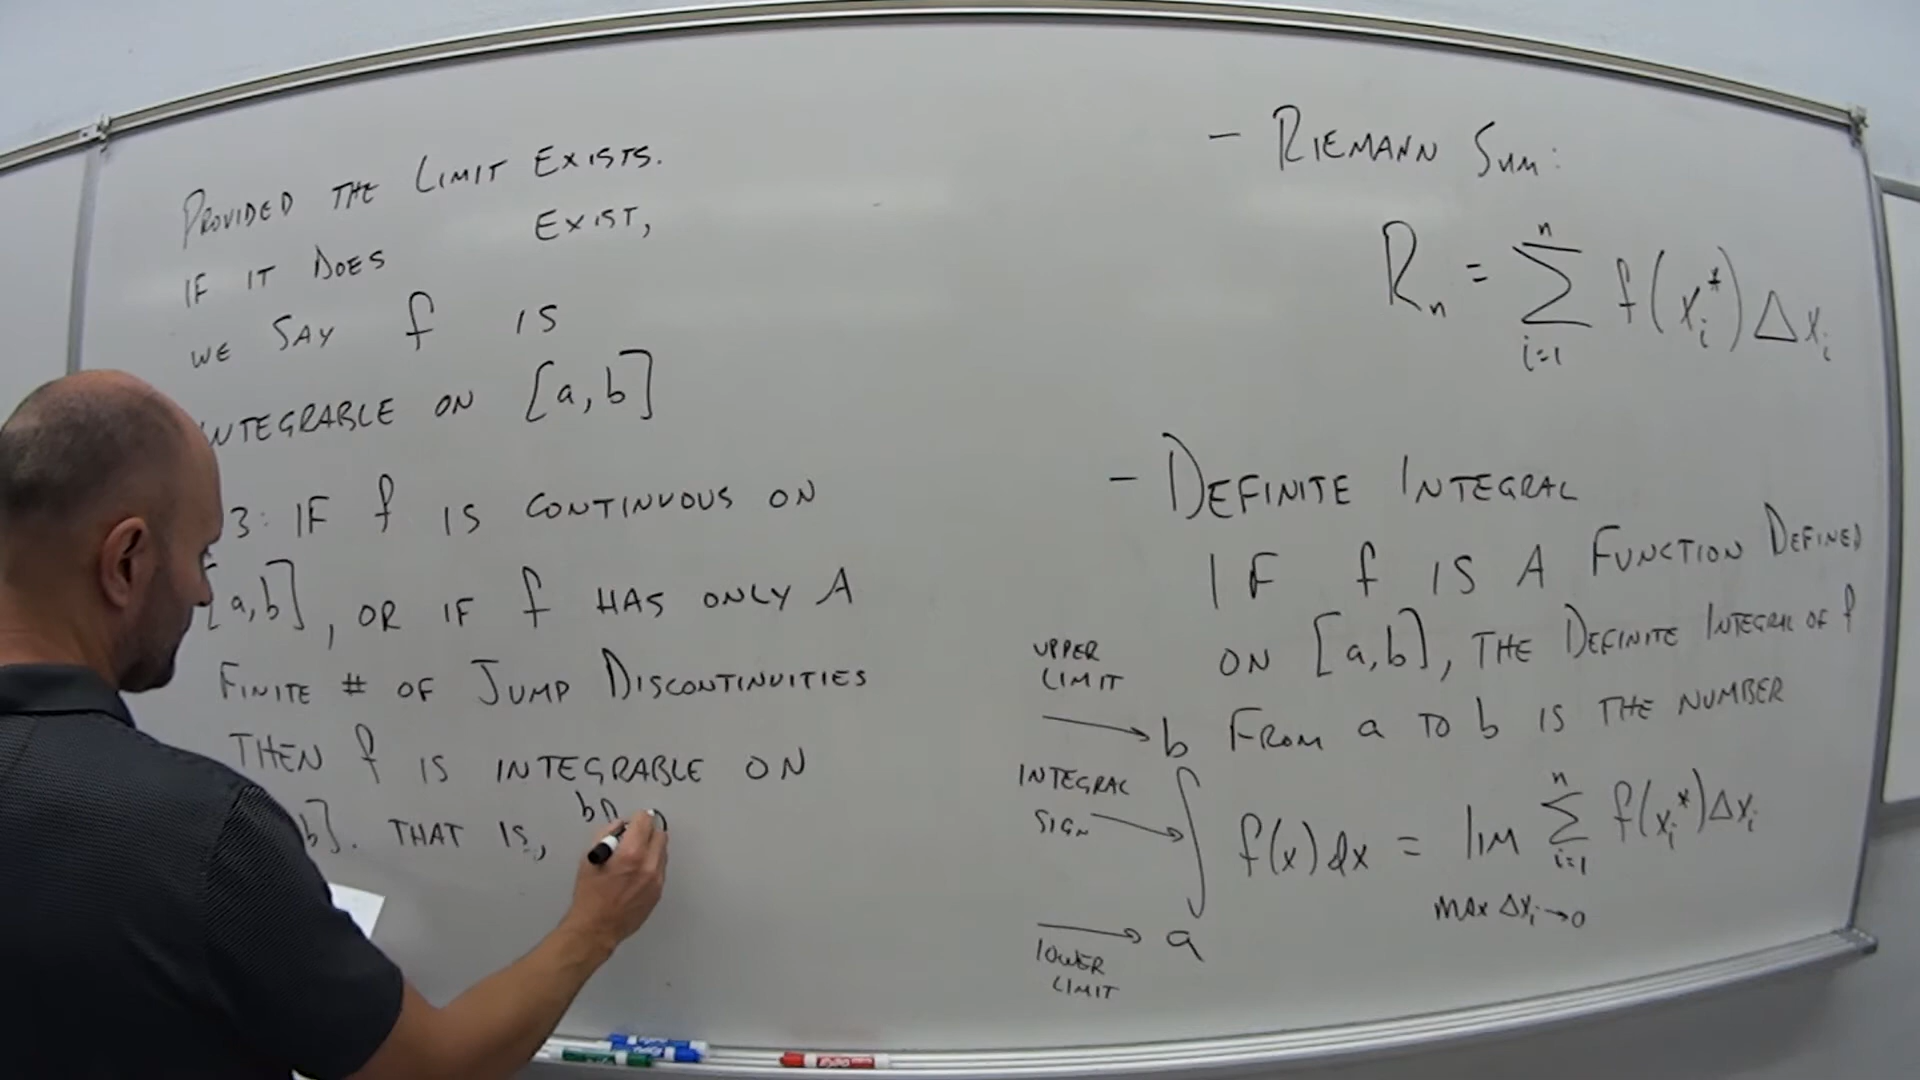 PROVIDED THE LIMIT EXISTS.
IF IT DOES EXIST,
WE SAY f IS
INTEGRABLE ON [a,b]
3: IF f IS CONTINUOUS ON
[a,b], OR IF f HAS ONLY A
FINITE # OF JUMP DISCONTINUITIES
THEN f IS INTEGRABLE ON
b]. THAT IS,
- RIEMANN SUM:
n
Rₙ = ∑ f(xᵢ*)Δxᵢ
i=1
- DEFINITE INTEGRAL
IF f IS A FUNCTION DEFINED
ON [a,b], THE DEFINITE INTEGRAL OF f
FROM a TO b IS THE NUMBER
UPPER
LIMIT
b
INTEGRAL
SIGN
n
∫ f(x)dx = lim ∑ f(xᵢ*)Δxᵢ
i=1
MAX Δxᵢ→0
a
LOWER
LIMIT
EXPO